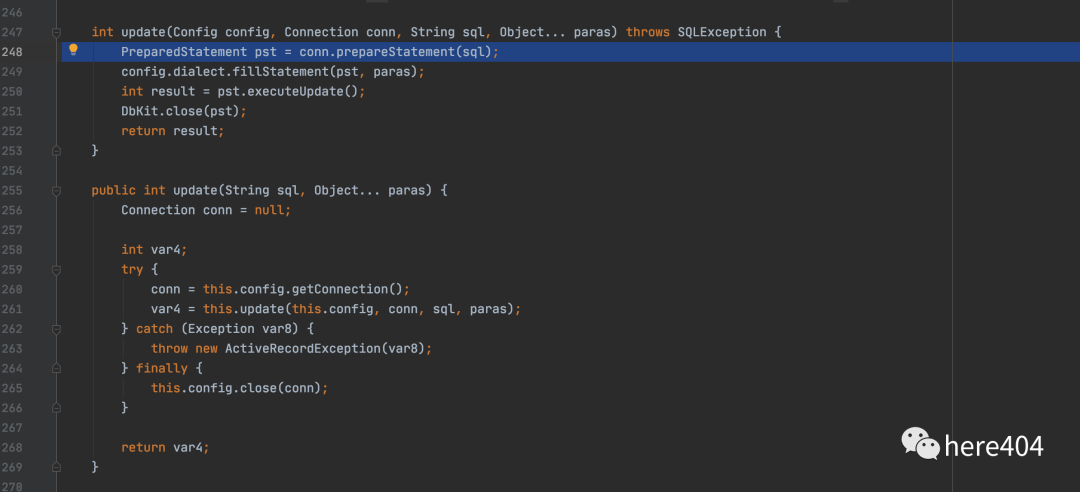 246
247 int update(Config config, Connection conn, String sql, Object... paras) throws SQLException {
248 PreparedStatement pst = conn.prepareStatement(sql);
249 config.dialect.fillStatement(pst, paras);
250 int result = pst.executeUpdate();
251 DbKit.close(pst);
252 return result;
253 }
254
255 public int update(String sql, Object... paras) {
256 Connection conn = null;
257
258 int var4;
259 try {
260 conn = this.config.getConnection();
261 var4 = this.update(this.config, conn, sql, paras);
262 } catch (Exception var8) {
263 throw new ActiveRecordException(var8);
264 } finally {
265 this.config.close(conn);
266 }
267
268 return var4;
269 }
270
here404